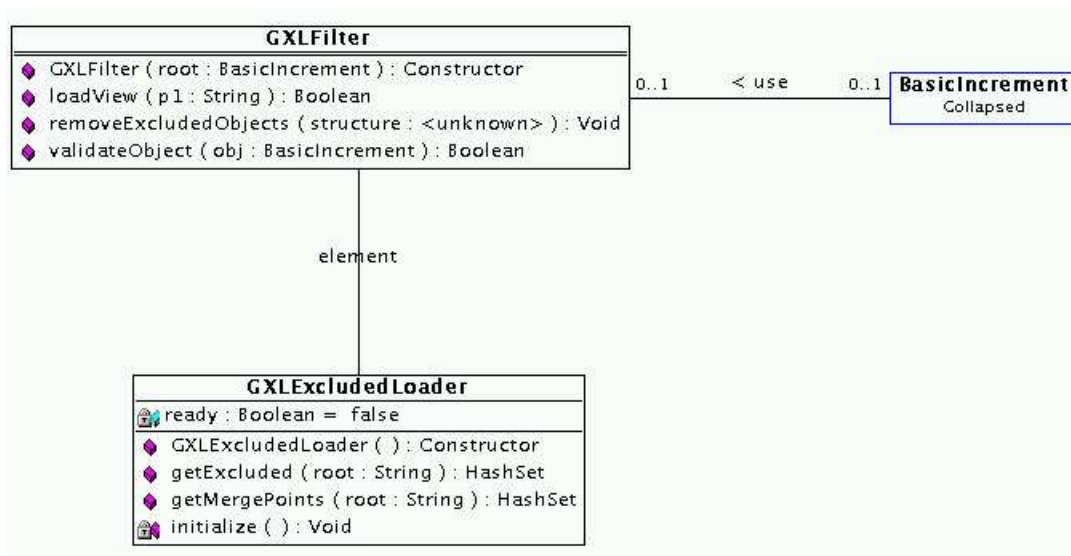 GXLFilter
GXLFilter ( root : BasicIncrement ) : Constructor
loadView ( p1 : String ) : Boolean
removeExcludedObjects ( structure : <unknown> ) : Void
validateObject ( obj : BasicIncrement ) : Boolean
0..1 < use 0..1
BasicIncrement
Collapsed
element
GXLExcludedLoader
ready : Boolean = false
GXLExcludedLoader ( ) : Constructor
getExcluded ( root : String ) : HashSet
getMergePoints ( root : String ) : HashSet
initialize ( ) : Void